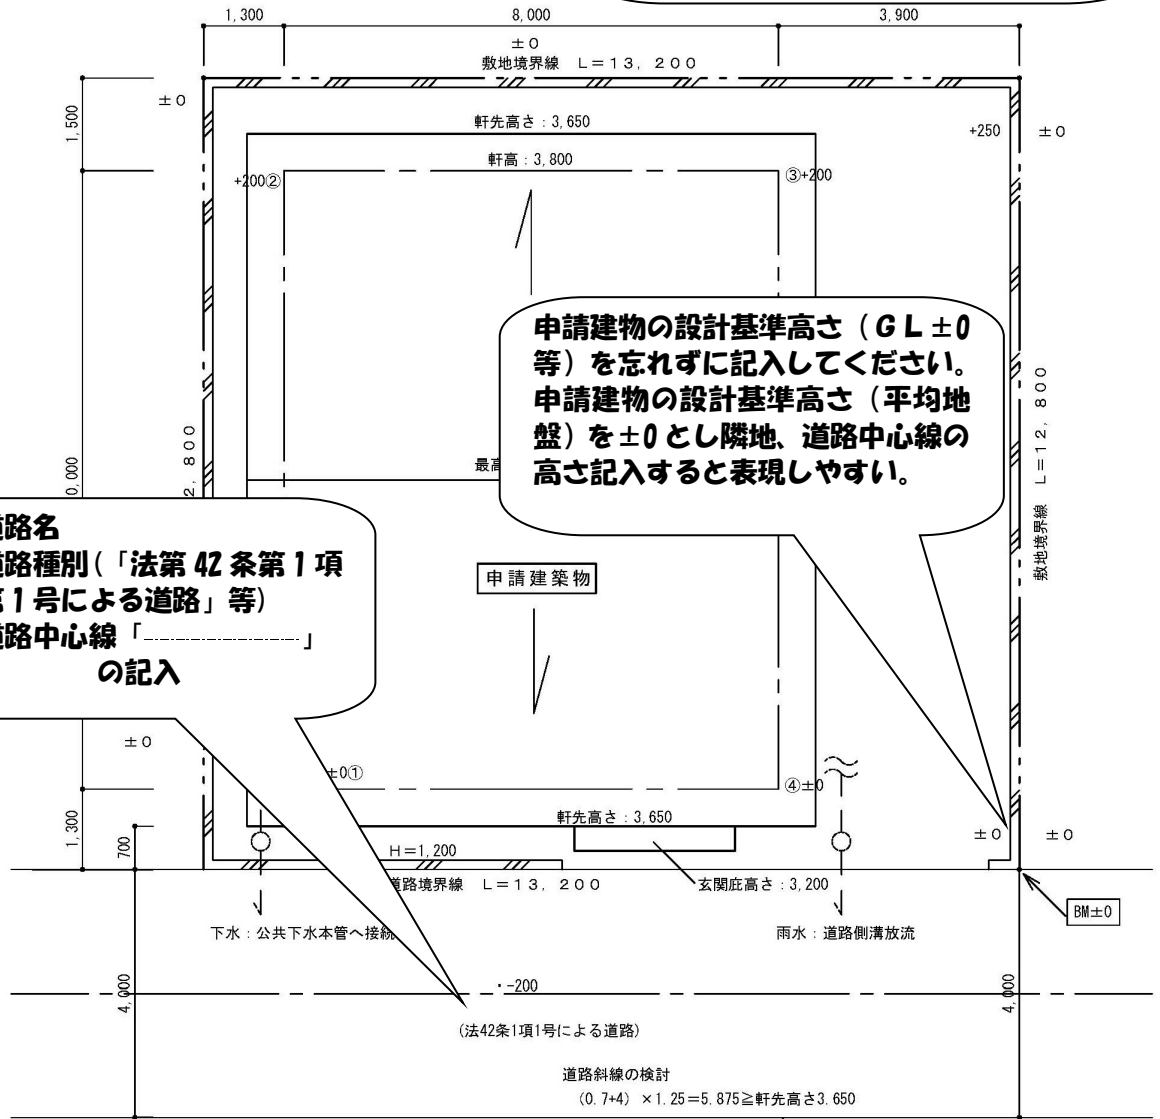 1,300
8,000
3,900
±0
敷地境界線 L=13, 200
±0
1,500
軒先高さ：3,650
+250
±0
軒高：3,800
+200②
③+200
申請建物の設計基準高さ（GL±0
等）を忘れずに記入してください。
申請建物の設計基準高さ（平均地
盤）を±0とし隣地、道路中心線の
高さ記入すると表現しやすい。
敷地境界線 L=12, 800
2, 800
0,000
最高
路名
路種別(「法第42条第1項
1号による道路」等)
路中心線「 」
の記入
申請建築物
±0
±0①
④±0
1,300
700
軒先高さ：3,650
±0
±0
H=1,200
道路境界線 L=13, 200
玄関庇高さ：3,200
BM±0
下水：公共下水本管へ接続
雨水：道路側溝放流
4,000
・-200
4,000
(法42条1項1号による道路)
道路斜線の検討
(0.7+4) ×1.25=5.875≧軒先高さ3.650